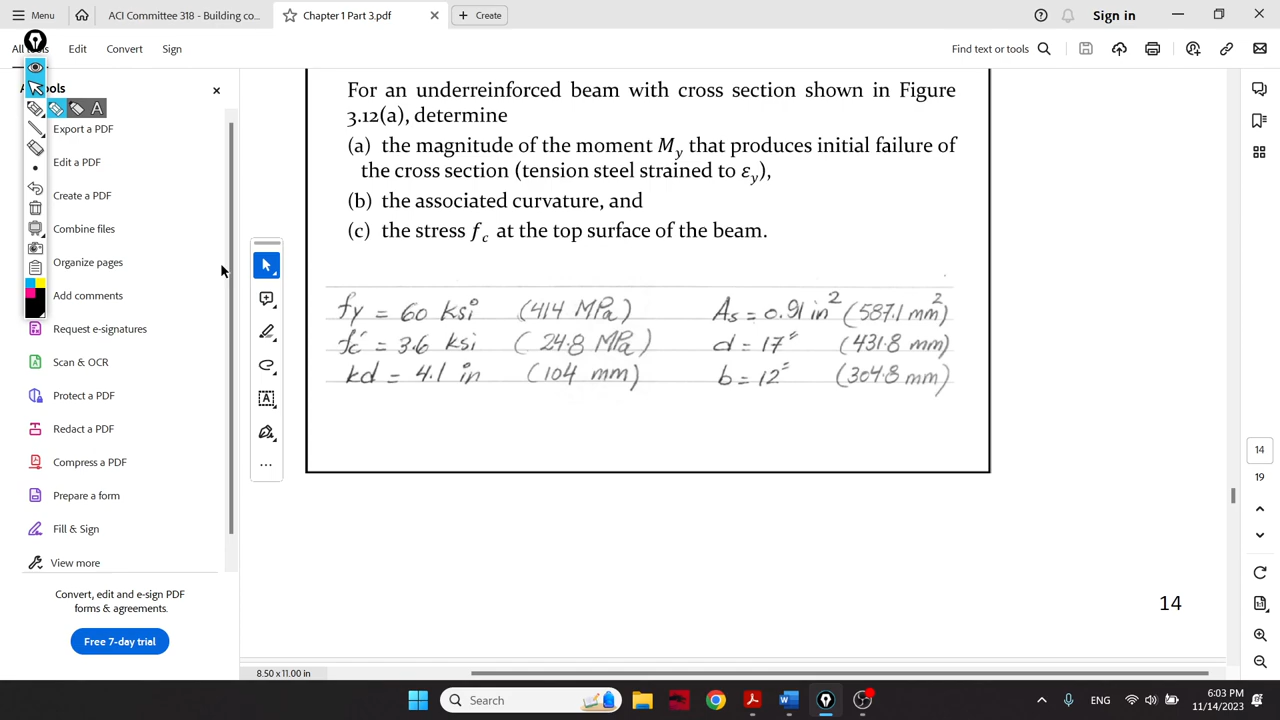 Menu
ACI Committee 318 - Building co...
Chapter 1 Part 3.pdf
Create
Sign in
Edit
Convert
Sign
Find text or tools
Export a PDF
Edit a PDF
Create a PDF
Combine files
Organize pages
Add comments
Request e-signatures
Scan & OCR
Protect a PDF
Redact a PDF
Compress a PDF
Prepare a form
Fill & Sign
View more
Convert, edit and e-sign PDF
forms & agreements.
Free 7-day trial
A
For an underreinforced beam with cross section shown in Figure
3.12(a), determine
(a) the magnitude of the moment My that produces initial failure of
the cross section (tension steel strained to εy),
(b) the associated curvature, and
(c) the stress fc at the top surface of the beam.
fy = 60 ksi (414 MPa) As = 0.91 in² (587.1 mm²)
fc' = 3.6 ksi (24.8 MPa) d = 17" (431.8 mm)
kd = 4.1 in (104 mm) b = 12" (304.8 mm)
14
14
19
8.50 x 11.00 in
Search
ENG
6:03 PM
11/14/2023